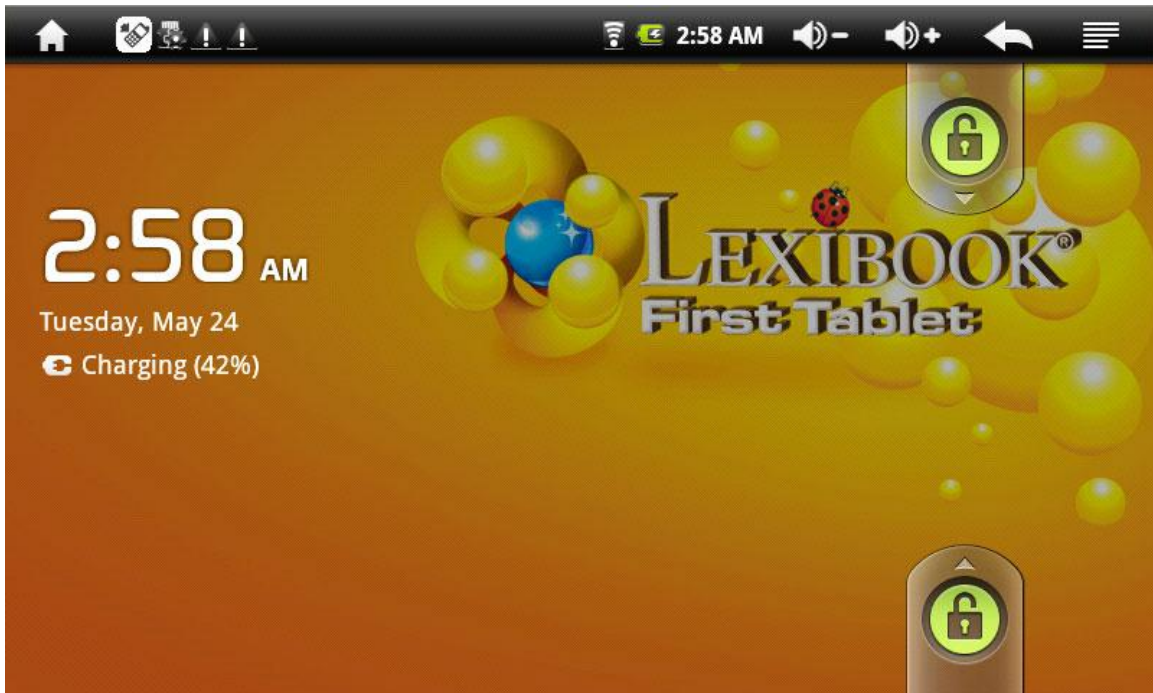 2:58 AM
2:58 AM
Tuesday, May 24
Charging (42%)
LEXIBOOK®
First Tablet